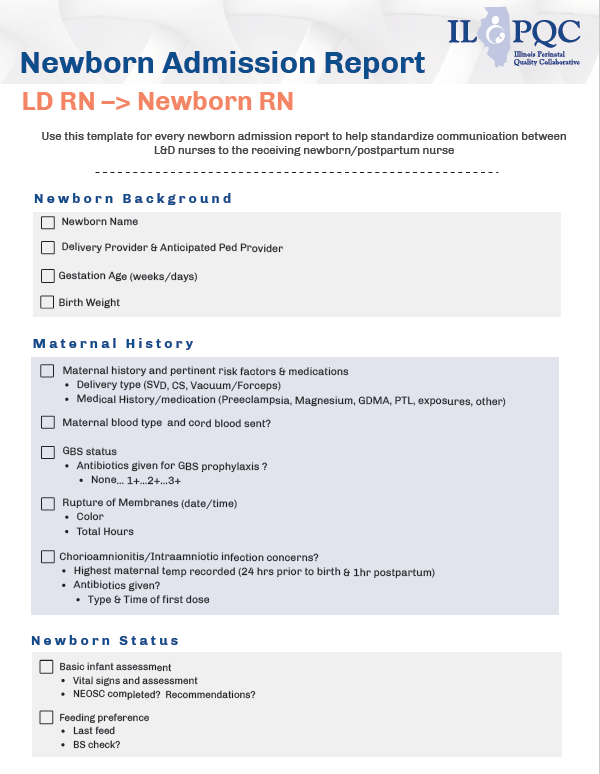 IL PQC
Illinois Perinatal
Quality Collaborative
Newborn Admission Report
LD RN –> Newborn RN
Use this template for every newborn admission report to help standardize communication between
L&D nurses to the receiving newborn/postpartum nurse
Newborn Background
Newborn Name
Delivery Provider & Anticipated Ped Provider
Gestation Age (weeks/days)
Birth Weight
Maternal History
Maternal history and pertinent risk factors & medications
• Delivery type (SVD, CS, Vacuum/Forceps)
• Medical History/medication (Preeclampsia, Magnesium, GDMA, PTL, exposures, other)
Maternal blood type and cord blood sent?
GBS status
• Antibiotics given for GBS prophylaxis ?
• None... 1+...2+...3+
Rupture of Membranes (date/time)
• Color
• Total Hours
Chorioamnionitis/Intraamniotic infection concerns?
• Highest maternal temp recorded (24 hrs prior to birth & 1hr postpartum)
• Antibiotics given?
• Type & Time of first dose
Newborn Status
Basic infant assessment
• Vital signs and assessment
• NEOSC completed? Recommendations?
Feeding preference
• Last feed
• BS check?